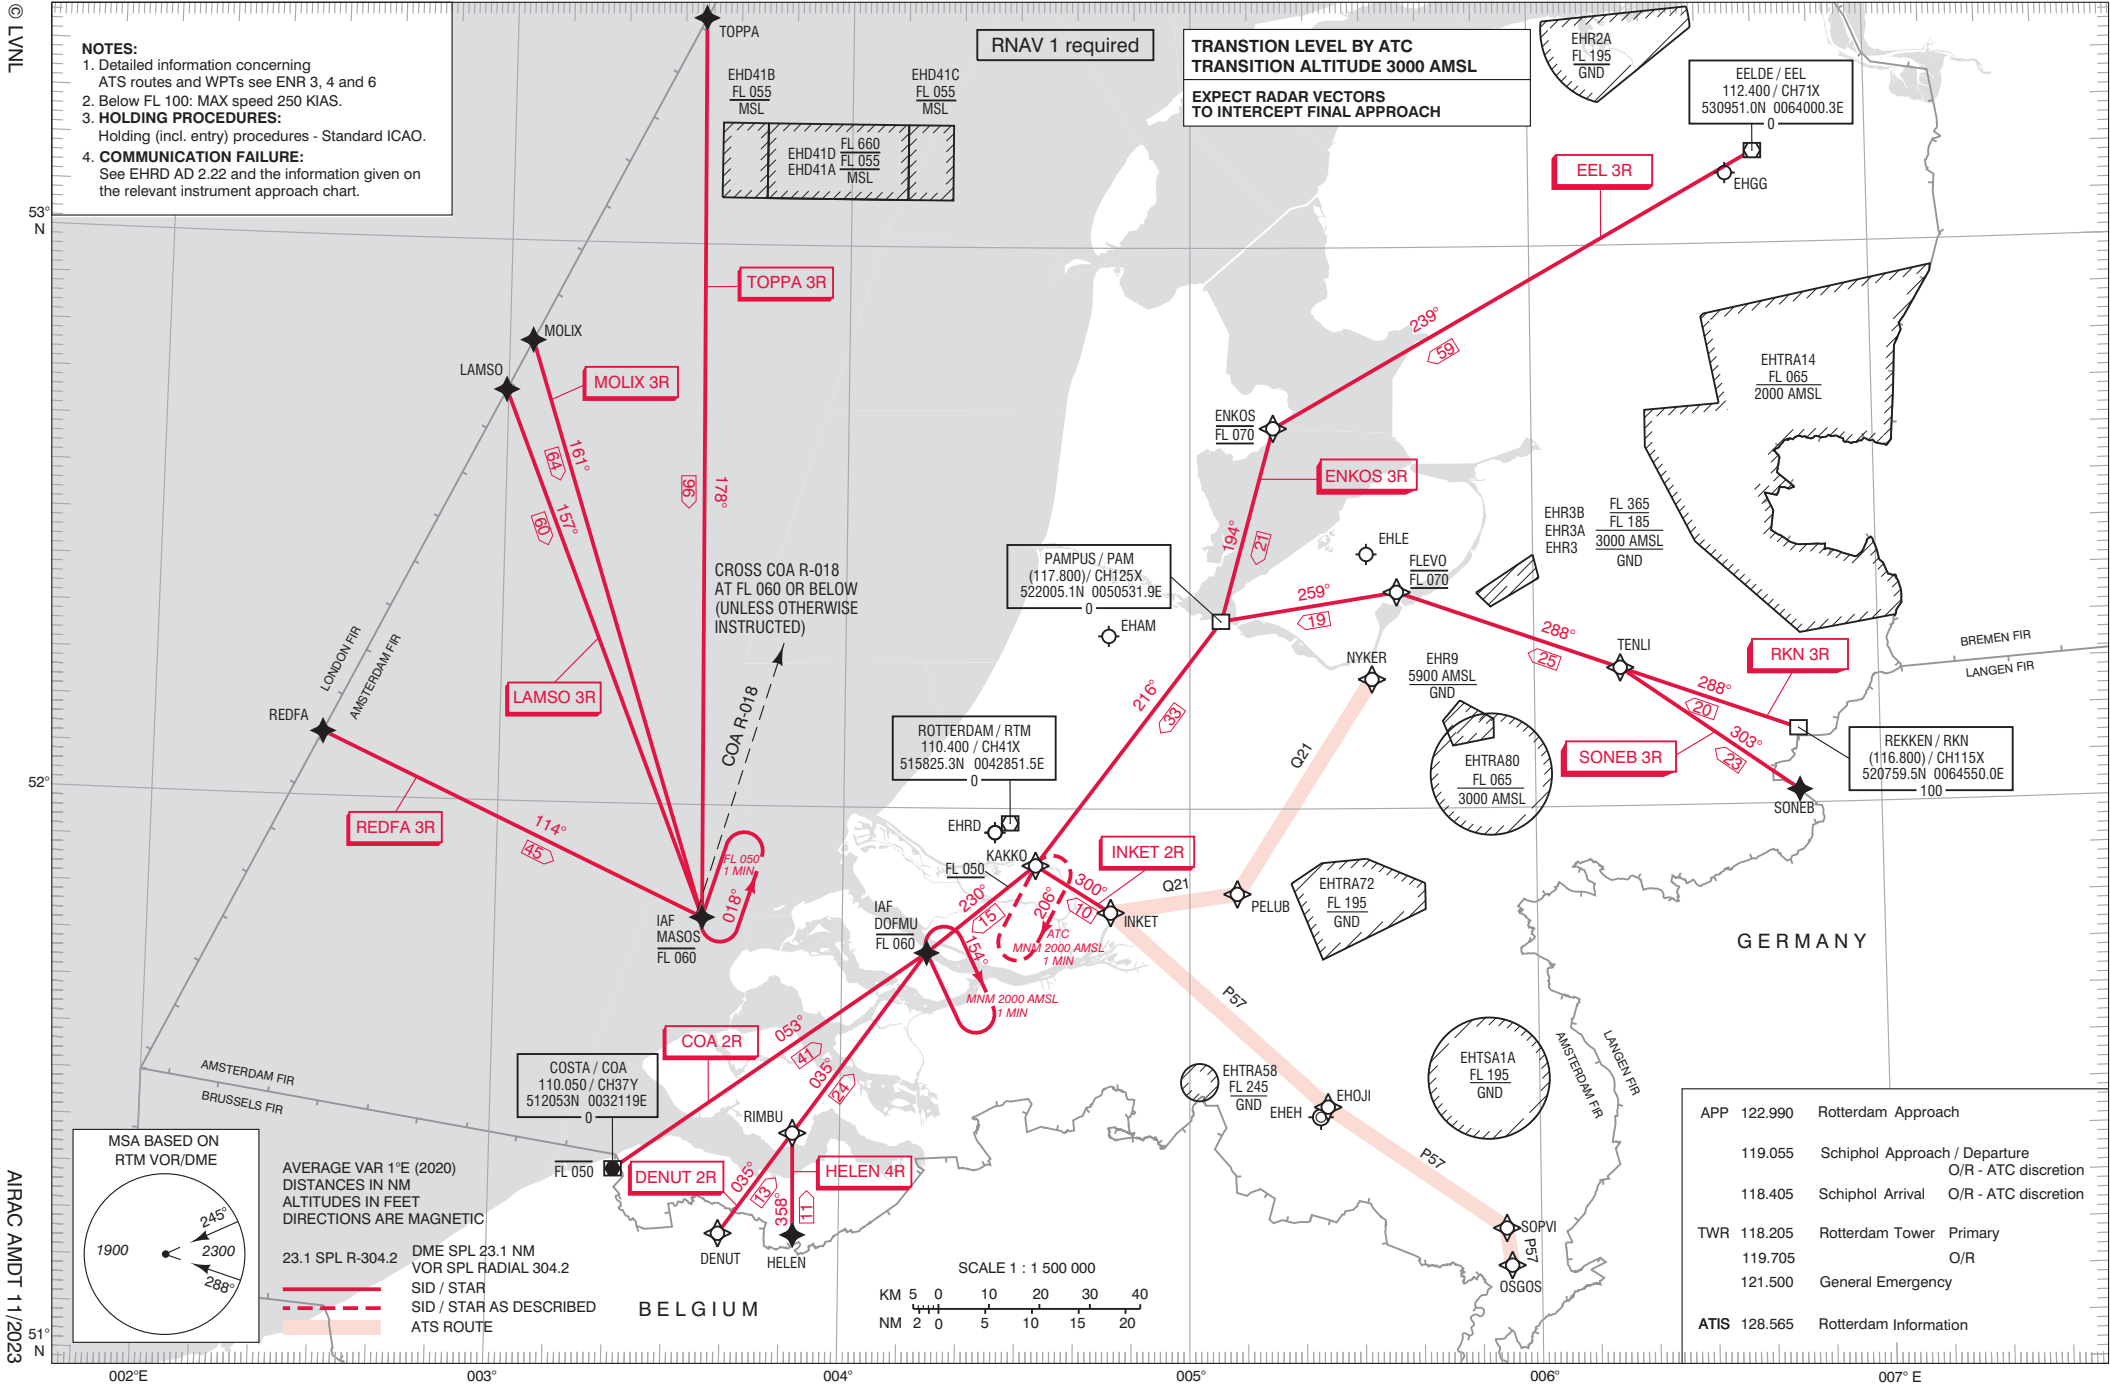 © LVNL
AIRAC AMDT 11/2023
NOTES:
1. Detailed information concerning
ATS routes and WPTs see ENR 3, 4 and 6
2. Below FL 100: MAX speed 250 KIAS.
3. HOLDING PROCEDURES:
Holding (incl. entry) procedures - Standard ICAO.
4. COMMUNICATION FAILURE:
See EHRD AD 2.22 and the information given on
the relevant instrument approach chart.
TOPPA
RNAV 1 required
TRANSTION LEVEL BY ATC
TRANSITION ALTITUDE 3000 AMSL
EXPECT RADAR VECTORS
TO INTERCEPT FINAL APPROACH
EHR2A
FL 195
GND
EELDE / EEL
112.400 / CH71X
530951.0N 0064000.3E
0
EHD41B
FL 055
MSL
EHD41C
FL 055
MSL
EHD41D
EHD41A
FL 660
FL 055
MSL
EEL 3R
EHGG
53°
N
TOPPA 3R
MOLIX
LAMSO
MOLIX 3R
239°
59
EHTRA14
FL 065
2000 AMSL
ENKOS
FL 070
ENKOS 3R
161°
64
157°
60
178°
96
194°
21
EHR3B
EHR3A
EHR3
FL 365
FL 185
3000 AMSL
GND
CROSS COA R-018
AT FL 060 OR BELOW
(UNLESS OTHERWISE
INSTRUCTED)
COA R-018
PAMPUS / PAM
(117.800) / CH125X
522005.1N 0050531.9E
0
EHLE
FLEVO
FL 070
259°
19
EHAM
288°
25
TENLI
RKN 3R
BREMEN FIR
LANGEN FIR
LONDON FIR
AMSTERDAM FIR
LAMSO 3R
REDFA
NYKER
EHR9
5900 AMSL
GND
216°
33
288°
20
303°
23
SONEB 3R
REKKEN / RKN
(116.800) / CH115X
520759.5N 0064550.0E
100
SONEB
52°
ROTTERDAM / RTM
110.400 / CH41X
515825.3N 0042851.5E
0
Q21
EHTRA80
FL 065
3000 AMSL
REDFA 3R
114°
45
EHRD
KAKKO
FL 050
INKET 2R
300°
10
FL 050
1 MIN
018°
IAF
MASOS
FL 060
IAF
DOFMU
FL 060
230°
15
206°
ATC
MNM 2000 AMSL
1 MIN
INKET
Q21
PELUB
EHTRA72
FL 195
GND
GERMANY
154°
MNM 2000 AMSL
1 MIN
P57
COA 2R
053°
41
035°
24
COSTA / COA
110.050 / CH37Y
512053N 0032119E
0
FL 050
AMSTERDAM FIR
BRUSSELS FIR
RIMBU
DENUT 2R
HELEN 4R
035°
13
358°
11
DENUT
HELEN
EHTRA58
FL 245
GND
EHEH
EHOJI
EHTSA1A
FL 195
GND
AMSTERDAM FIR
LANGEN FIR
P57
SOPVI
P57
OSGOS
MSA BASED ON
RTM VOR/DME
1900
245°
2300
288°
AVERAGE VAR 1°E (2020)
DISTANCES IN NM
ALTITUDES IN FEET
DIRECTIONS ARE MAGNETIC
23.1 SPL R-304.2
DME SPL 23.1 NM
VOR SPL RADIAL 304.2
SID / STAR
SID / STAR AS DESCRIBED
ATS ROUTE
BELGIUM
SCALE 1 : 1 500 000
KM 5 0 10 20 30 40
NM 2 0 5 10 15 20
APP 122.990 Rotterdam Approach
119.055 Schiphol Approach / Departure
O/R - ATC discretion
118.405 Schiphol Arrival O/R - ATC discretion
TWR 118.205 Rotterdam Tower Primary
119.705 O/R
121.500 General Emergency
ATIS 128.565 Rotterdam Information
51°
N
002°E 003° 004° 005° 006° 007° E